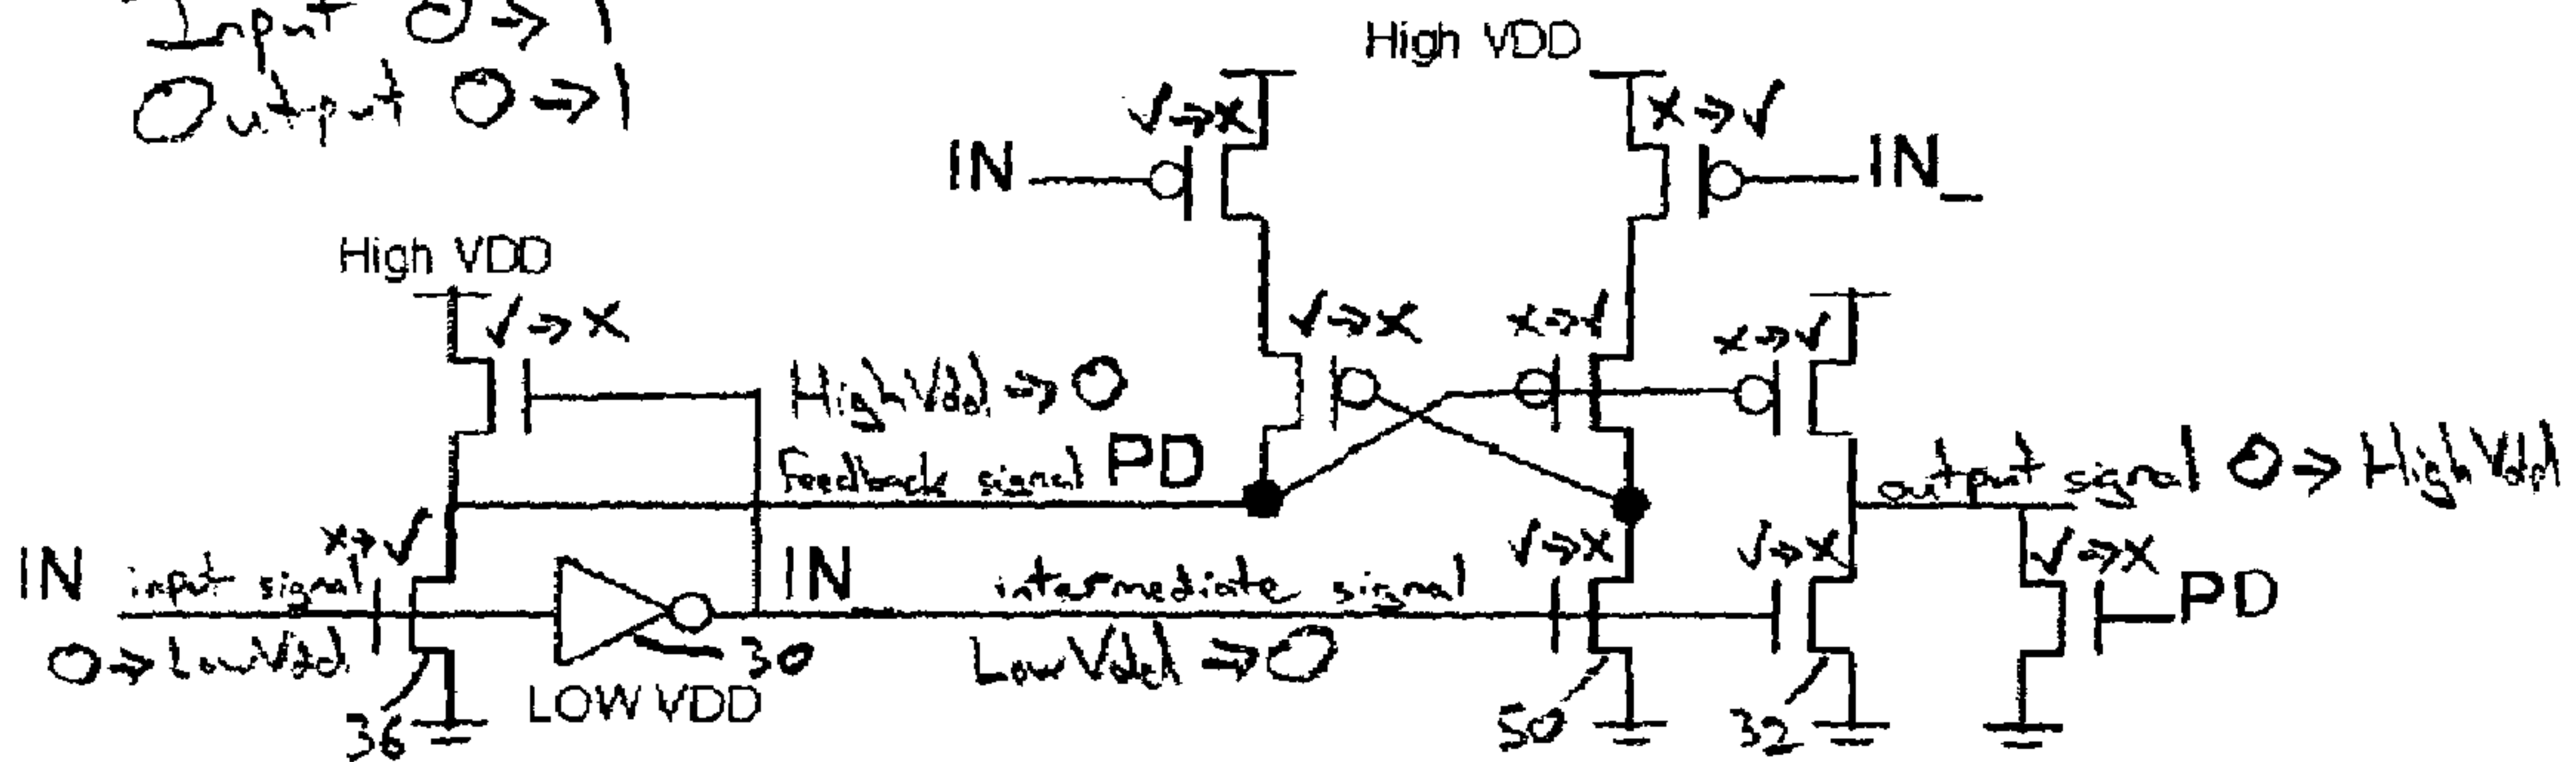 Input 0→1
Output 0→1
High VDD
√→x
x→√
IN
IN_
High VDD
√→x
√→x
x→√
x→√
High Vdd → 0
feedback signal PD
output signal 0→ High Vdd
x→√
√→x
√→x
√→x
IN input signal
IN_
intermediate signal
PD
0→Low Vdd
30
Low Vdd → 0
36
LOW VDD
50
32